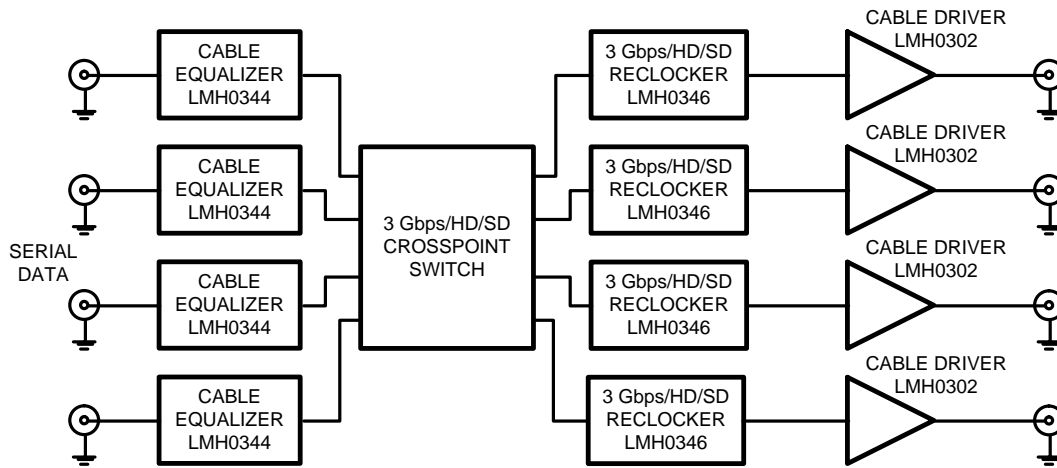 CABLE
EQUALIZER
LMH0344
3 Gbps/HD/SD
RECLOCKER
LMH0346
CABLE DRIVER
LMH0302
CABLE
EQUALIZER
LMH0344
3 Gbps/HD/SD
RECLOCKER
LMH0346
CABLE DRIVER
LMH0302
SERIAL
DATA
3 Gbps/HD/SD
CROSSPOINT
SWITCH
CABLE
EQUALIZER
LMH0344
3 Gbps/HD/SD
RECLOCKER
LMH0346
CABLE DRIVER
LMH0302
CABLE
EQUALIZER
LMH0344
3 Gbps/HD/SD
RECLOCKER
LMH0346
CABLE DRIVER
LMH0302